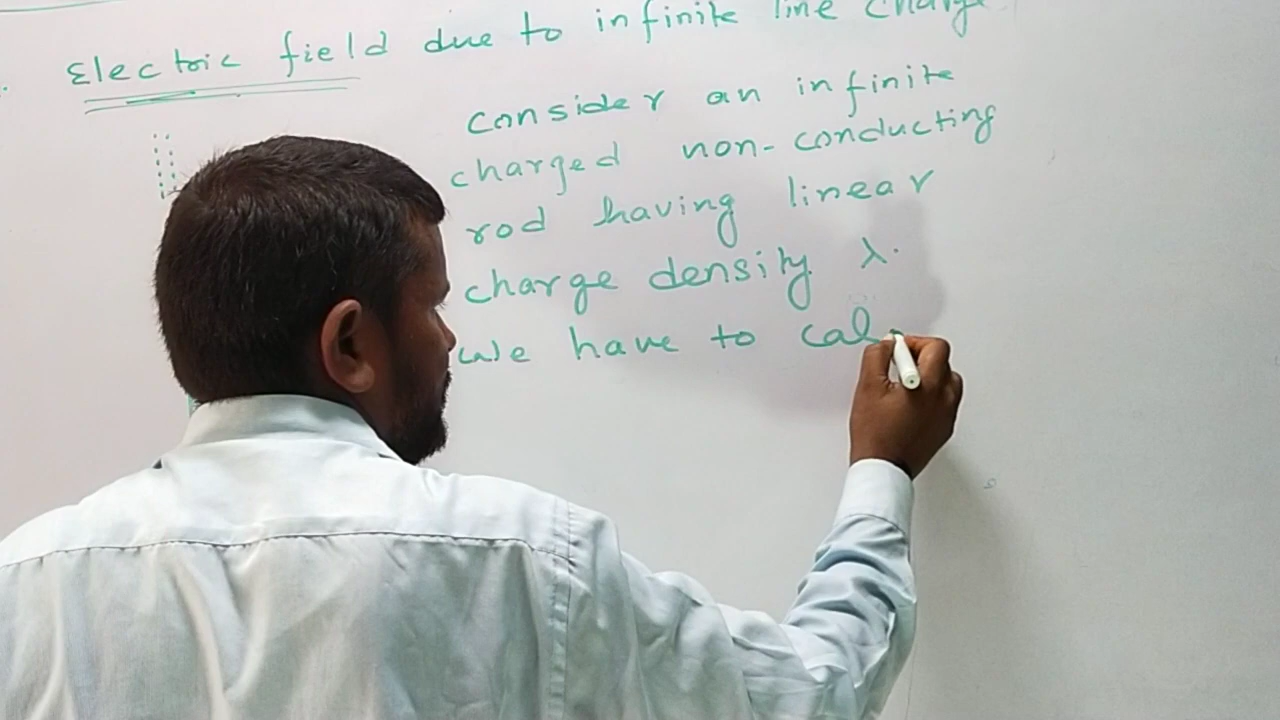 Electric field due to infinite line charge
Consider an infinite
charged non-conducting
rod having linear
charge density λ.
We have to cal